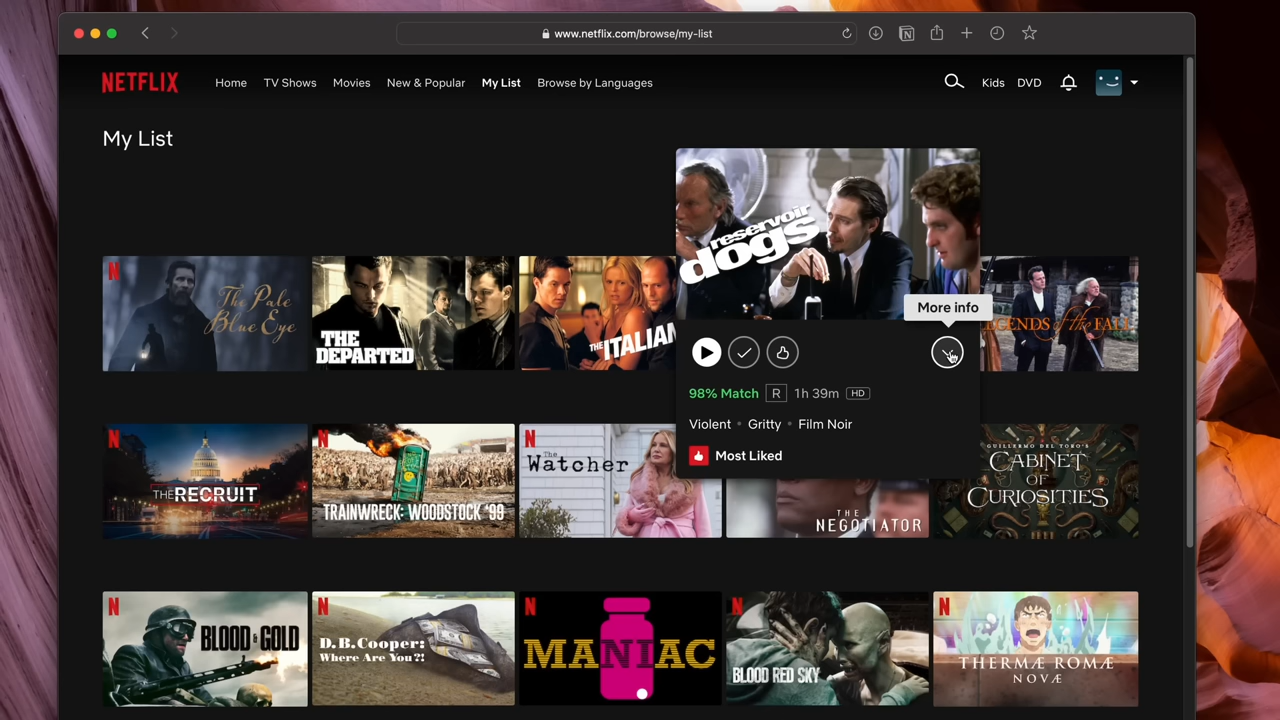 www.netflix.com/browse/my-list
NETFLIX
Home
TV Shows
Movies
New & Popular
My List
Browse by Languages
Kids
DVD
My List
reservoir
dogs
More info
98% Match
R
1h 39m
HD
Violent • Gritty • Film Noir
Most Liked
N
The Pale
Blue Eye
THE
DEPARTED
THE ITALIAN
LEGENDS of the FALL
N
THE RECRUIT
N
TRAINWRECK: WOODSTOCK '99
N
The
Watcher
THE
NEGOTIATOR
GUILLERMO DEL TORO'S
CABINET
OF
CURIOSITIES
N
BLOOD & GOLD
N
D.B. Cooper:
Where Are You?!
N
MANIAC
N
BLOOD RED SKY
N
THERMÆ ROMÆ
NOVÆ